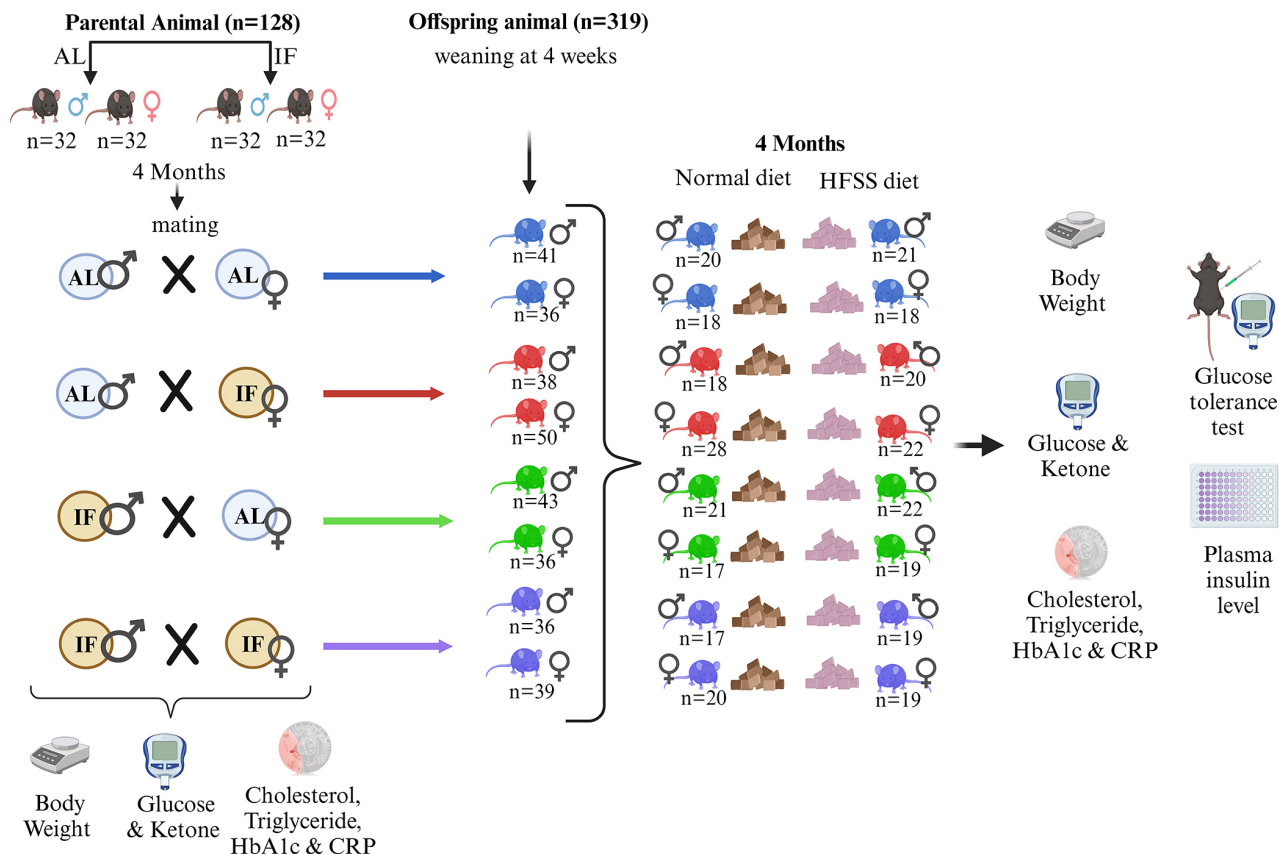 Parental Animal (n=128)
AL
IF
♂
♀
♂
♀
n=32
n=32
n=32
n=32
4 Months
mating
AL ♂ X AL ♀
AL ♂ X IF ♀
IF ♂ X AL ♀
IF ♂ X IF ♀
Body
Weight
Glucose
& Ketone
Cholesterol,
Triglyceride,
HbA1c & CRP
Offspring animal (n=319)
weaning at 4 weeks
♂
n=41
♀
n=36
♂
n=38
♀
n=50
♂
n=43
♀
n=36
♂
n=36
♀
n=39
4 Months
Normal diet
HFSS diet
♂ ♂
n=20 n=21
♀ ♀
n=18 n=18
♂ ♂
n=18 n=20
♀ ♀
n=28 n=22
♂ ♂
n=21 n=22
♀ ♀
n=17 n=19
♂ ♂
n=17 n=19
♀ ♀
n=20 n=19
Body
Weight
Glucose &
Ketone
Cholesterol,
Triglyceride,
HbA1c & CRP
Glucose
tolerance
test
Plasma
insulin
level